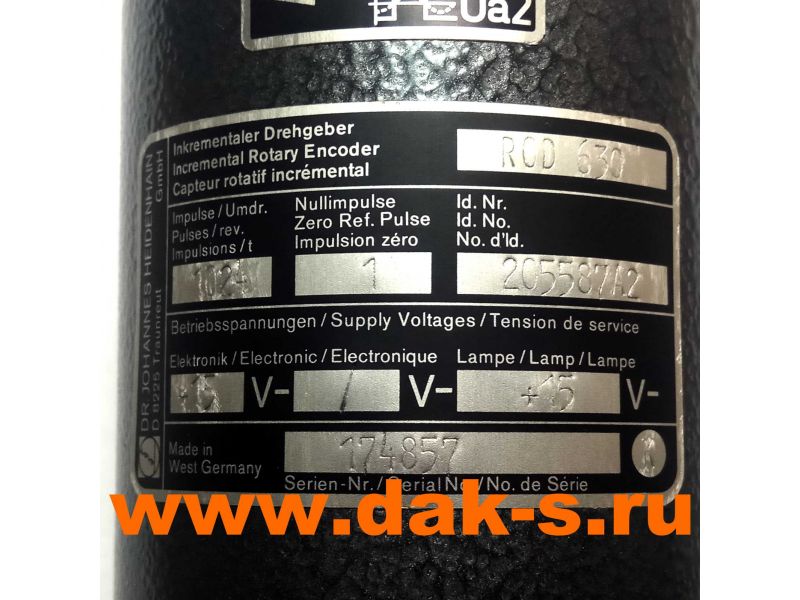 Ua2
Inkrementaler Drehgeber
Incremental Rotary Encoder
Capteur rotatif incrémental
ROD 630
Impulse / Umdr.
Pulses / rev.
Impulsions / t
1024
Nullimpulse
Zero Ref. Pulse
Impulsion zéro
1
Id. Nr.
Id. No.
No. d'Id.
205587A2
Betriebsspannungen / Supply Voltages / Tension de service
Elektronik / Electronic / Electronique
Lampe / Lamp / Lampe
+15 V- / V- +15 V-
Made in
West Germany
174857
Serien-Nr. / Serial No. / No. de Série
DR. JOHANNES HEIDENHAIN GmbH
D 8225 Traunreut
www.dak-s.ru